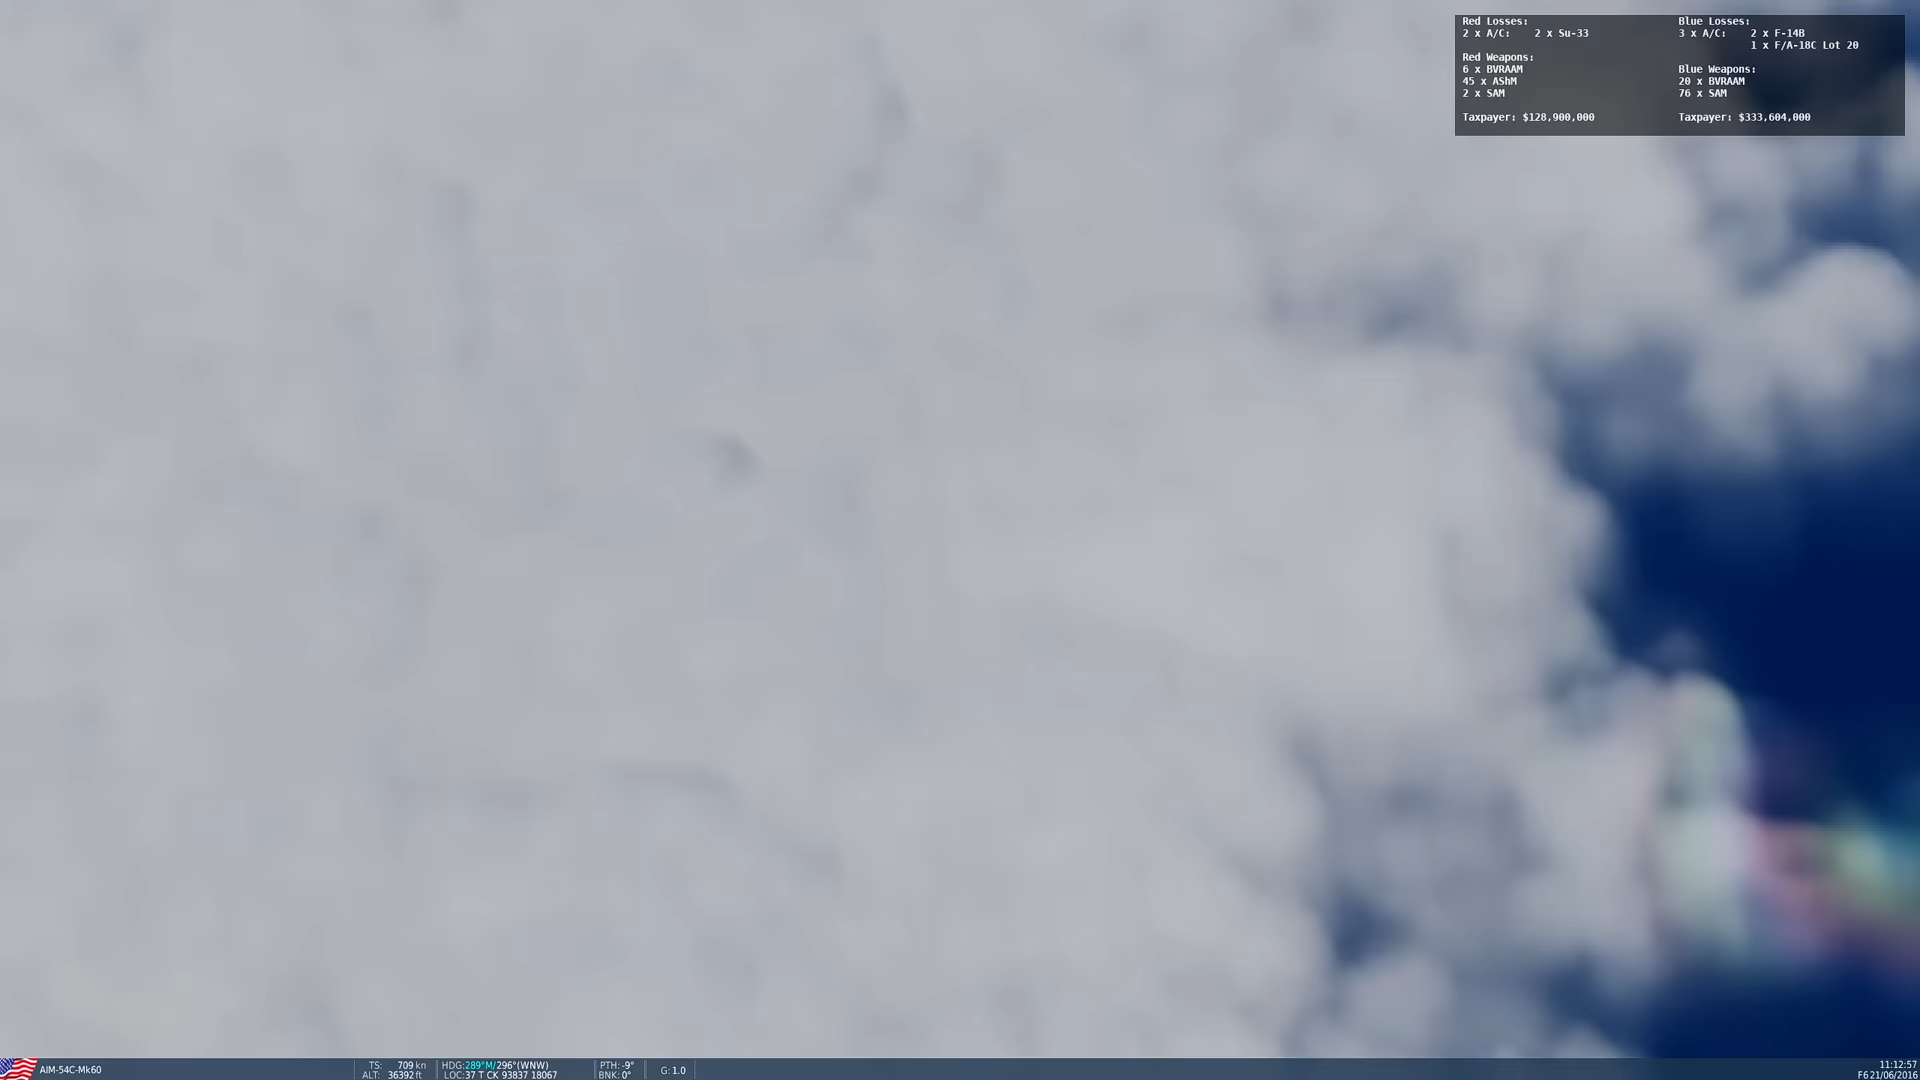 Red Losses:
2 x A/C: 2 x Su-33
Red Weapons:
6 x BVRAAM
45 x AShM
2 x SAM
Taxpayer: $128,900,000
Blue Losses:
3 x A/C: 2 x F-14B
1 x F/A-18C Lot 20
Blue Weapons:
20 x BVRAAM
76 x SAM
Taxpayer: $333,604,000
AIM-54C-Mk60
TS: 709 kn
ALT: 36392 ft
HDG:289°M/296°(WNW)
LOC:37 T CK 93837 18067
PTH: -9°
BNK: 0°
G: 1.0
11:12:57
F6 21/06/2016